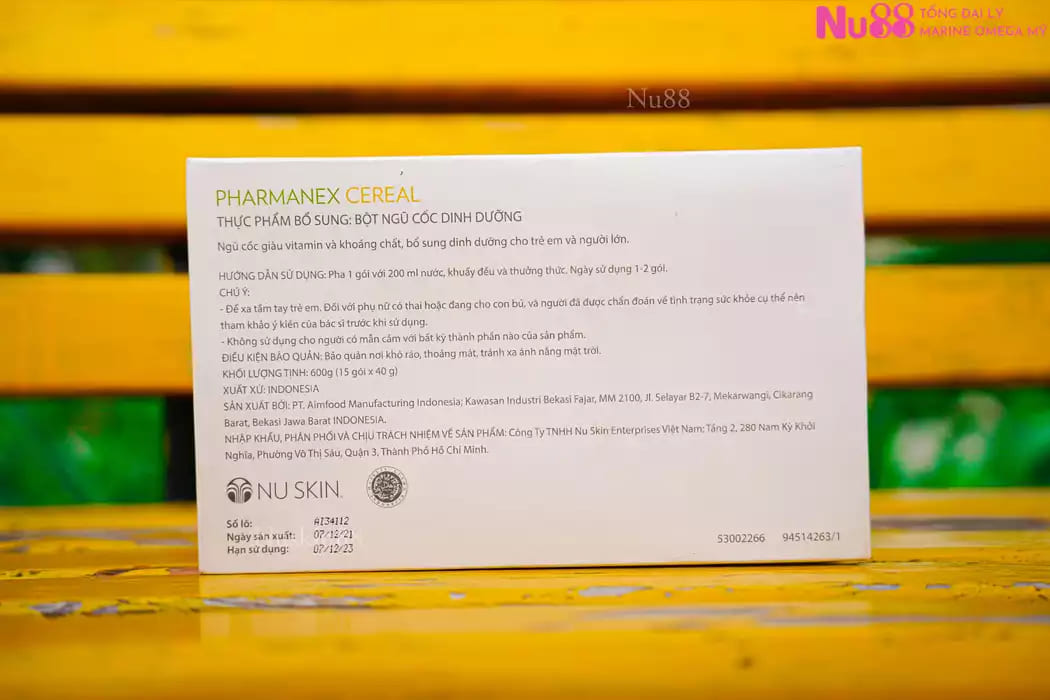 Nu88 TỔNG ĐẠI LÝ
MARINE OMEGA MỸ
Nu88
PHARMANEX CEREAL
THỰC PHẨM BỔ SUNG: BỘT NGŨ CỐC DINH DƯỠNG
Ngũ cốc giàu vitamin và khoáng chất, bổ sung dinh dưỡng cho trẻ em và người lớn.
HƯỚNG DẪN SỬ DỤNG: Pha 1 gói với 200 ml nước, khuấy đều và thưởng thức. Ngày sử dụng 1-2 gói.
CHÚ Ý:
- Để xa tầm tay trẻ em. Đối với phụ nữ có thai hoặc đang cho con bú, và người đã được chẩn đoán về tình trạng sức khỏe cụ thể nên
tham khảo ý kiến của bác sĩ trước khi sử dụng.
- Không sử dụng cho người có mẫn cảm với bất kỳ thành phần nào của sản phẩm.
ĐIỀU KIỆN BẢO QUẢN: Bảo quản nơi khô ráo, thoáng mát, tránh xa ánh nắng mặt trời.
KHỐI LƯỢNG TỊNH: 600g (15 gói x 40 g)
XUẤT XỨ: INDONESIA
SẢN XUẤT BỞI: PT. Aimfood Manufacturing Indonesia; Kawasan Industri Bekasi Fajar, MM 2100, Jl. Selayar B2-7, Mekarwangi, Cikarang
Barat, Bekasi Jawa Barat INDONESIA.
NHẬP KHẨU, PHÂN PHỐI VÀ CHỊU TRÁCH NHIỆM VỀ SẢN PHẨM: Công Ty TNHH Nu Skin Enterprises Việt Nam; Tầng 2, 280 Nam Kỳ Khởi
Nghĩa, Phường Võ Thị Sáu, Quận 3, Thành Phố Hồ Chí Minh.
NU SKIN
Số lô: AI34112
Ngày sản xuất: 07/12/21
Hạn sử dụng: 07/12/23
53002266 94514263/1